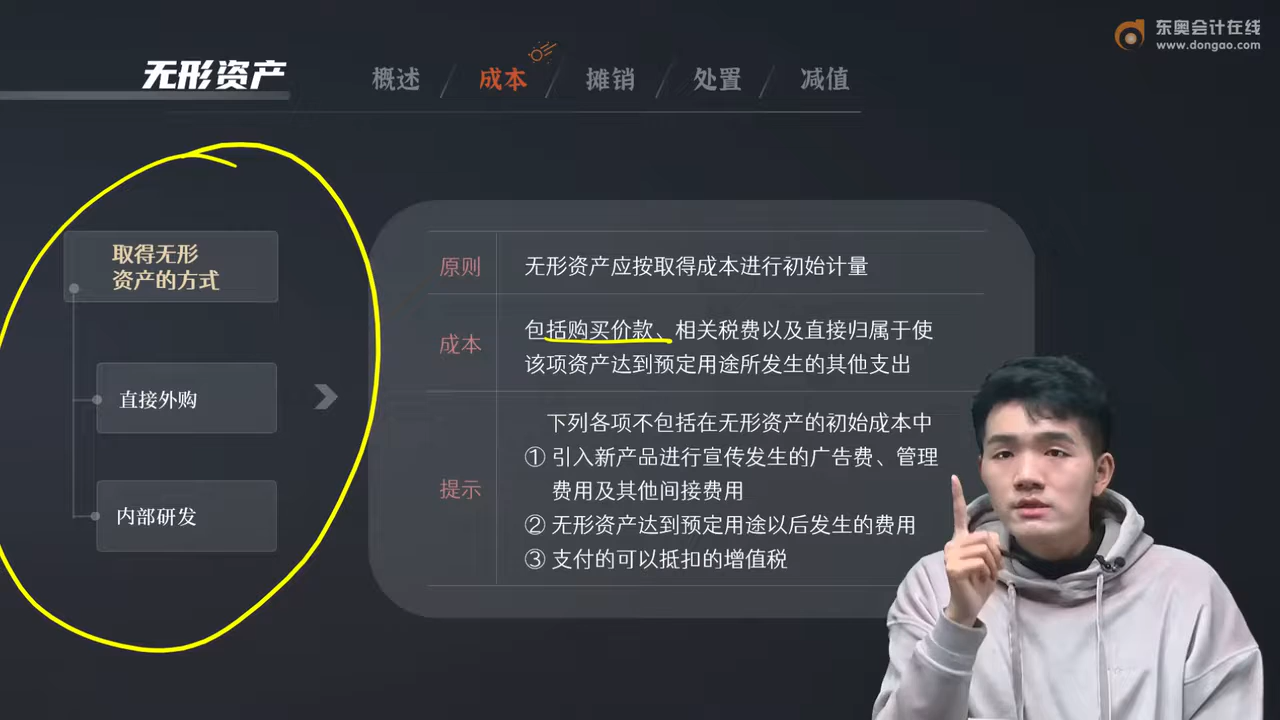 东奥会计在线
www.dongao.com
无形资产
概述 / 成本 / 摊销 / 处置 / 减值
取得无形
资产的方式
直接外购
内部研发
原则
无形资产应按取得成本进行初始计量
成本
包括购买价款、相关税费以及直接归属于使
该项资产达到预定用途所发生的其他支出
提示
下列各项不包括在无形资产的初始成本中
① 引入新产品进行宣传发生的广告费、管理
费用及其他间接费用
② 无形资产达到预定用途以后发生的费用
③ 支付的可以抵扣的增值税